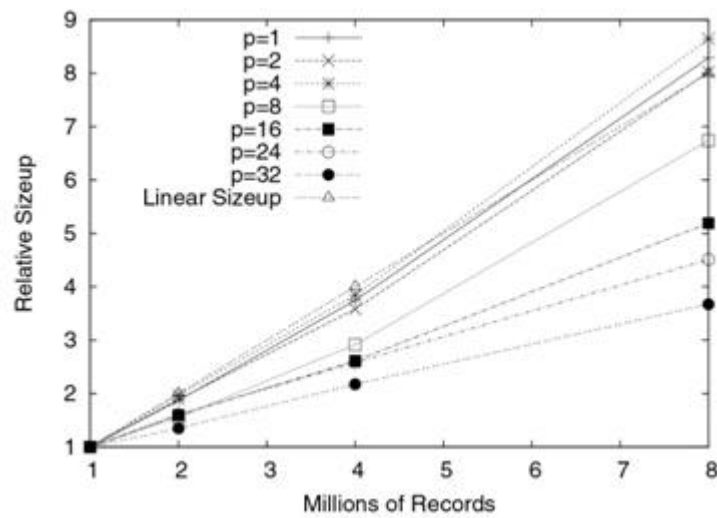 9
8
7
6
5
4
3
2
1
Relative Sizeup
p=1
p=2
p=4
p=8
p=16
p=24
p=32
Linear Sizeup
1 2 3 4 5 6 7 8
Millions of Records